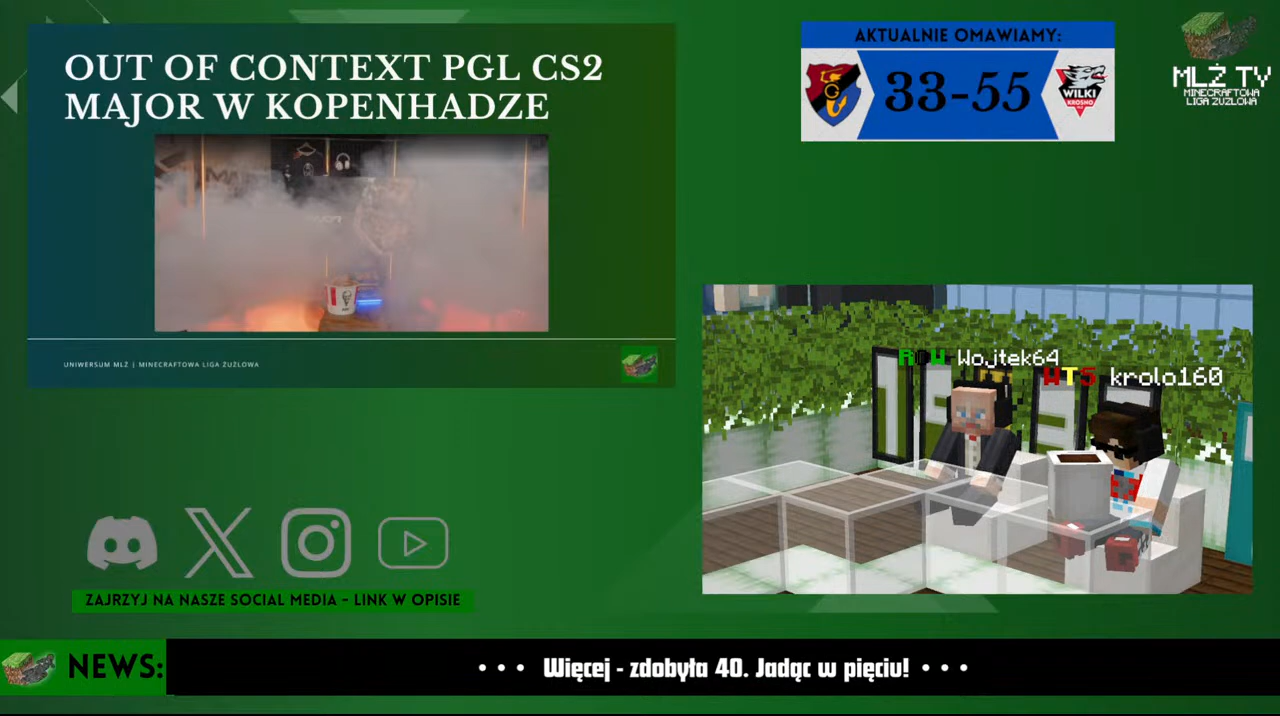 OUT OF CONTEXT PGL CS2
MAJOR W KOPENHADZE
UNIWERSUM MLŻ | MINECRAFTOWA LIGA ŻUŻLOWA
AKTUALNIE OMAWIAMY:
G
33-55
WILKI
KROSNO
MLŻ TV
MINECRAFTOWA
LIGA ŻUŻLOWA
Wojtek64
WTS krolo160
ZAJRZYJ NA NASZE SOCIAL MEDIA - LINK W OPISIE
NEWS:
• • • Więcej - zdobyła 40. Jadąc w pięciu! • • •